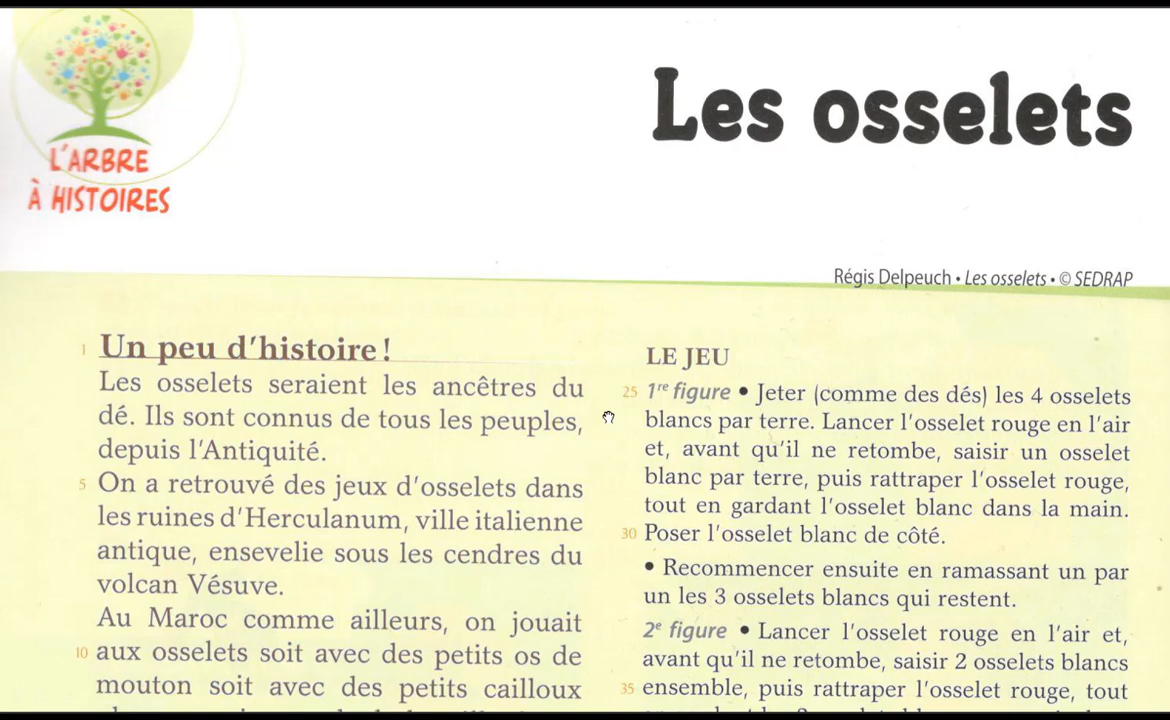 L'ARBRE
À HISTOIRES
Les osselets
Régis Delpeuch • Les osselets • © SEDRAP
1 Un peu d'histoire !
Les osselets seraient les ancêtres du
dé. Ils sont connus de tous les peuples,
depuis l'Antiquité.
5 On a retrouvé des jeux d'osselets dans
les ruines d'Herculanum, ville italienne
antique, ensevelie sous les cendres du
volcan Vésuve.
Au Maroc comme ailleurs, on jouait
10 aux osselets soit avec des petits os de
mouton soit avec des petits cailloux
LE JEU
25 1re figure • Jeter (comme des dés) les 4 osselets
blancs par terre. Lancer l'osselet rouge en l'air
et, avant qu'il ne retombe, saisir un osselet
blanc par terre, puis rattraper l'osselet rouge,
tout en gardant l'osselet blanc dans la main.
30 Poser l'osselet blanc de côté.
• Recommencer ensuite en ramassant un par
un les 3 osselets blancs qui restent.
2e figure • Lancer l'osselet rouge en l'air et,
avant qu'il ne retombe, saisir 2 osselets blancs
35 ensemble, puis rattraper l'osselet rouge, tout